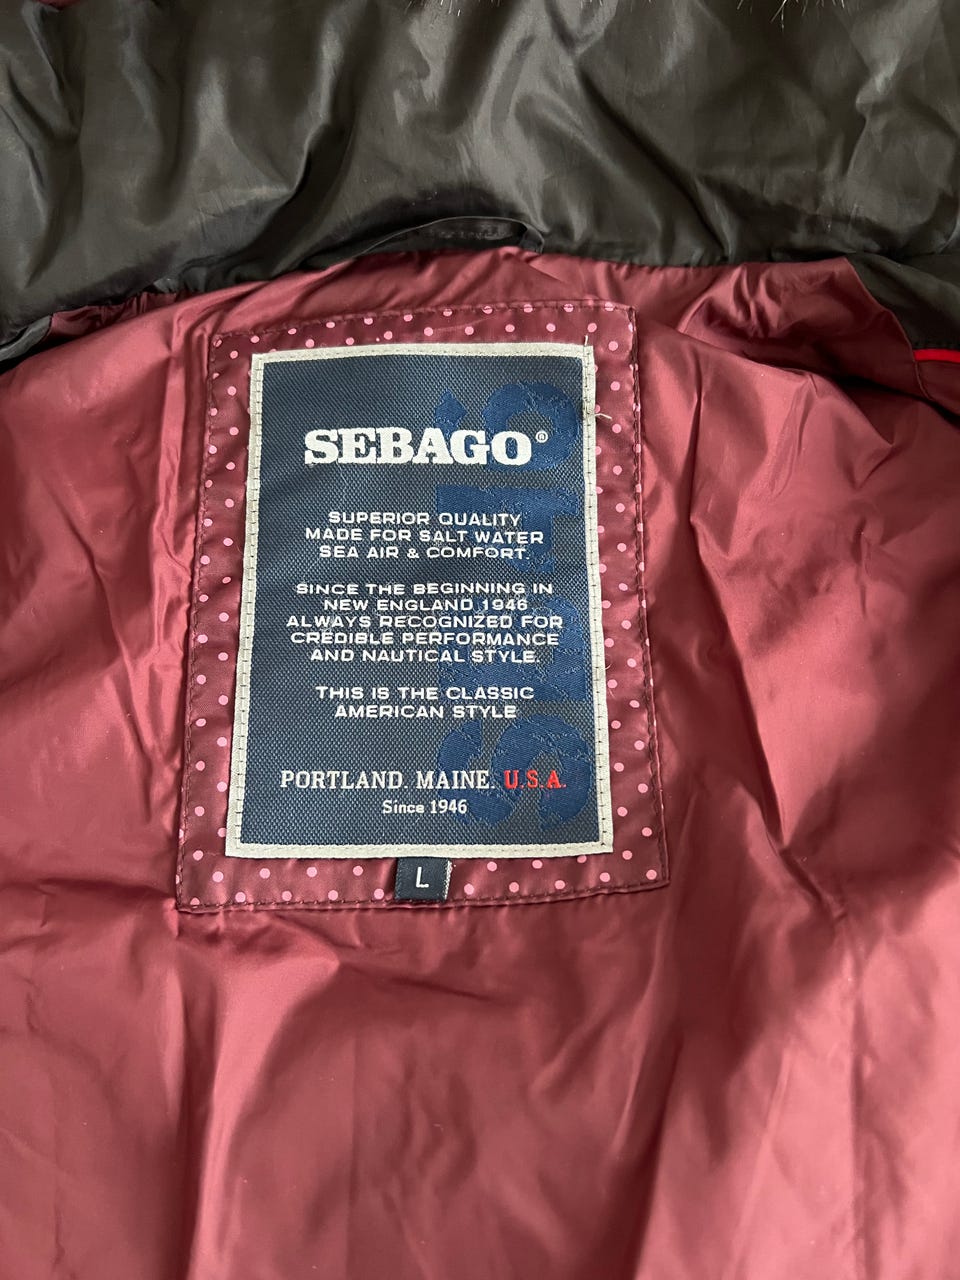 SEBAGO®
SUPERIOR QUALITY
MADE FOR SALT WATER
SEA AIR & COMFORT.
SINCE THE BEGINNING IN
NEW ENGLAND 1946
ALWAYS RECOGNIZED FOR
CREDIBLE PERFORMANCE
AND NAUTICAL STYLE.
THIS IS THE CLASSIC
AMERICAN STYLE
PORTLAND. MAINE. U.S.A.
Since 1946
L